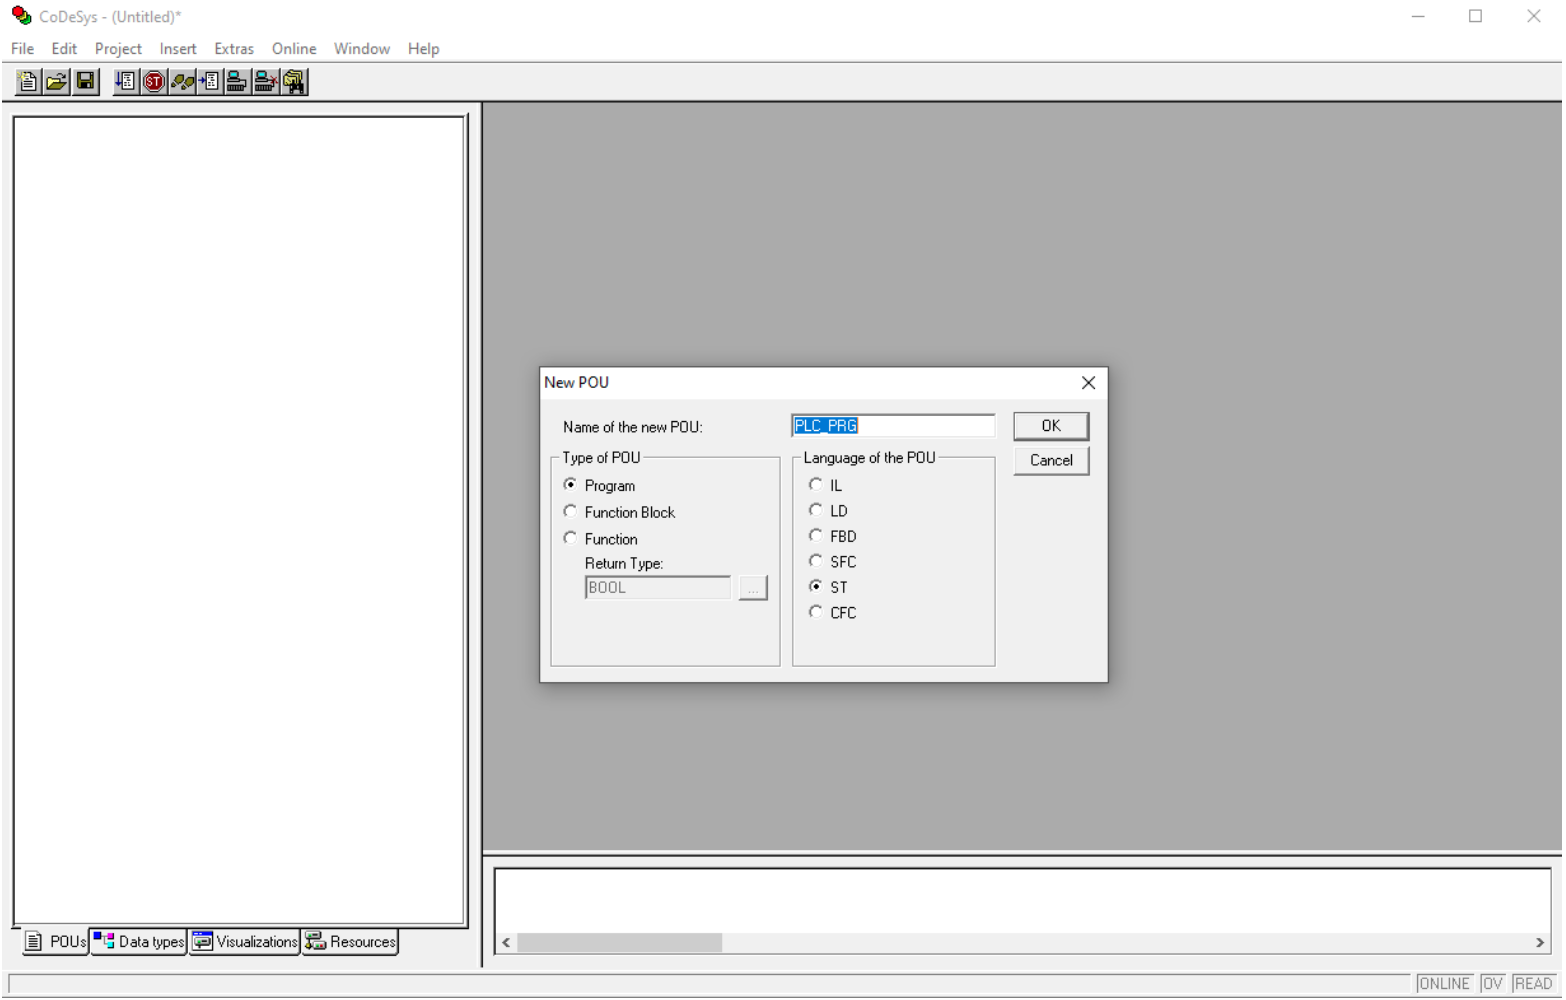 CoDeSys - (Untitled)*
File Edit Project Insert Extras Online Window Help
ST
New POU
Name of the new POU: PLC_PRG OK
Type of POU Language of the POU Cancel
Program IL
Function Block LD
Function FBD
Return Type: SFC
BOOL ... ST
CFC
POUs Data types Visualizations Resources
ONLINE OV READ